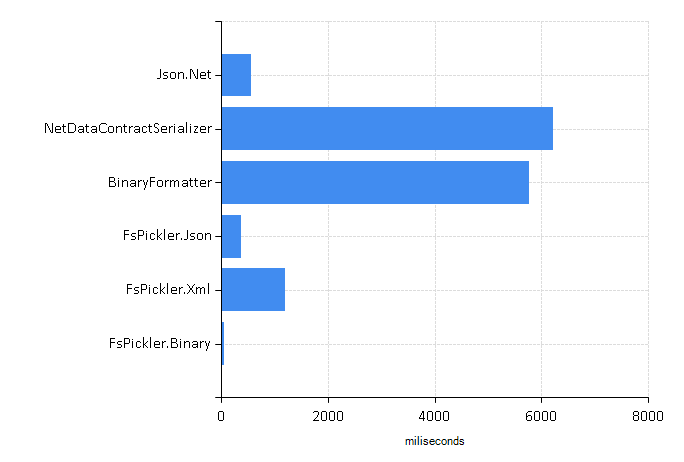 Json.Net
NetDataContractSerializer
BinaryFormatter
FsPickler.Json
FsPickler.Xml
FsPickler.Binary
0 2000 4000 6000 8000
miliseconds